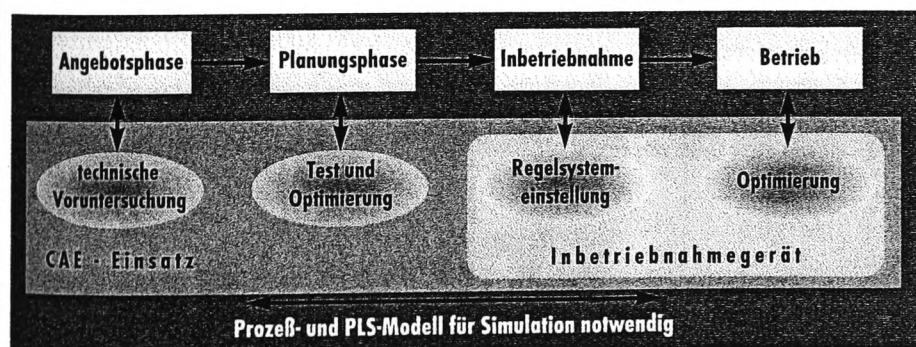 Angebotsphase
Planungsphase
Inbetriebnahme
Betrieb
technische
Voruntersuchung
Test und
Optimierung
Regelsystem-
einstellung
Optimierung
CAE - Einsatz
Inbetriebnahmegerät
Prozeß- und PLS-Modell für Simulation notwendig